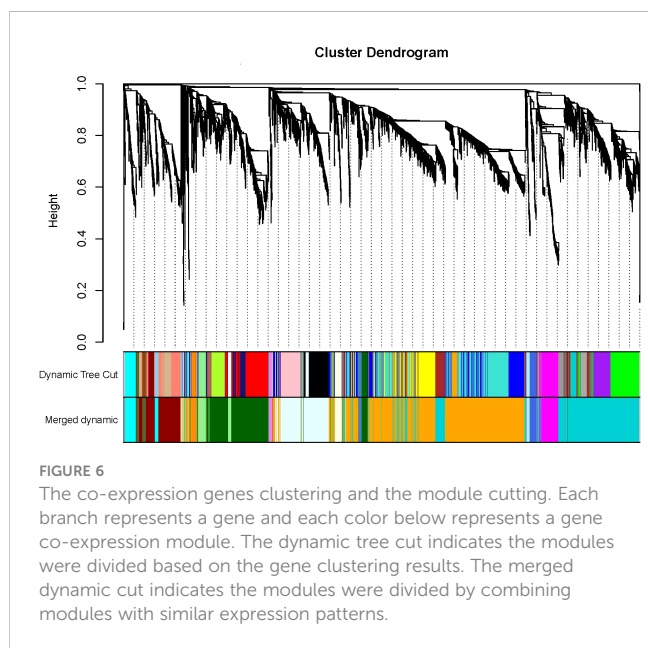 Cluster Dendrogram
1.0
0.8
0.6
0.4
0.2
0.0
Height
Dynamic Tree Cut
Merged dynamic
FIGURE 6
The co-expression genes clustering and the module cutting. Each
branch represents a gene and each color below represents a gene
co-expression module. The dynamic tree cut indicates the modules
were divided based on the gene clustering results. The merged
dynamic cut indicates the modules were divided by combining
modules with similar expression patterns.